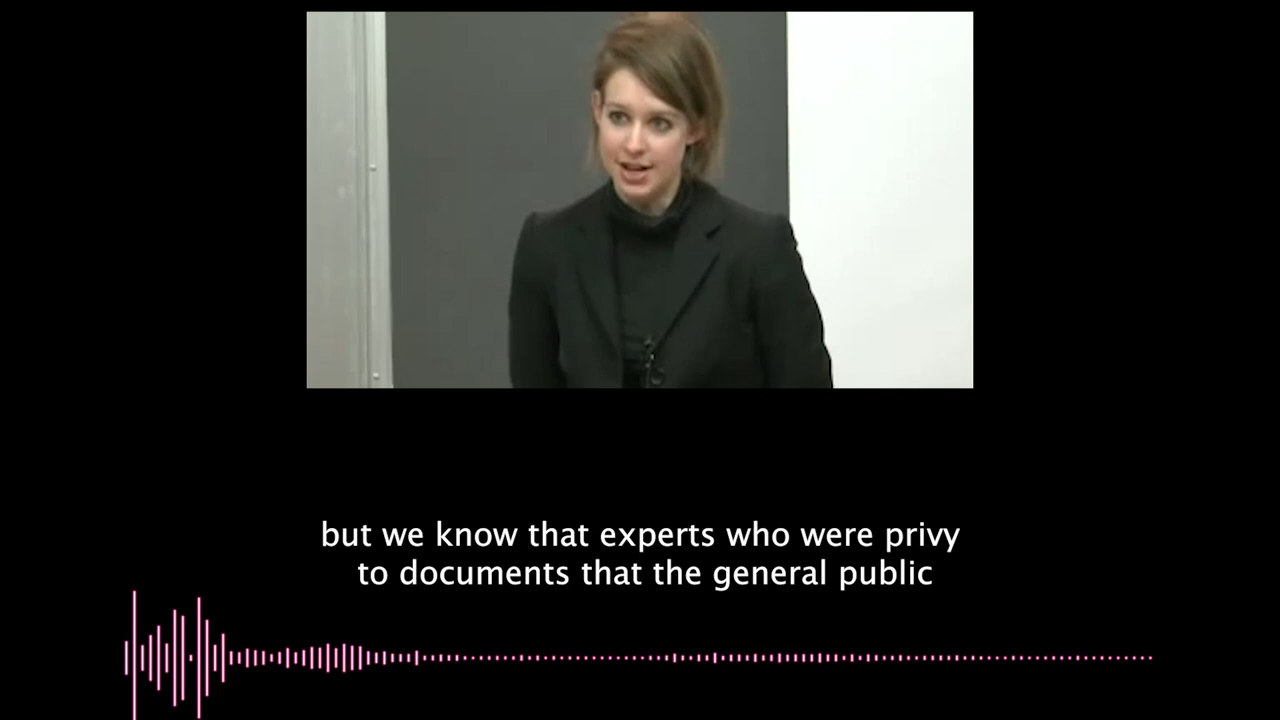 but we know that experts who were privy
to documents that the general public